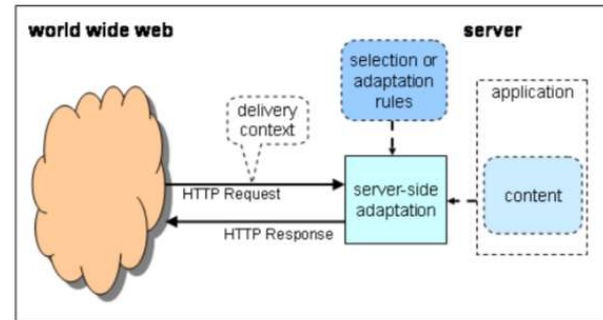 world wide web
server
selection or
adaptation
rules
application
delivery
context
HTTP Request
server-side
adaptation
content
HTTP Response